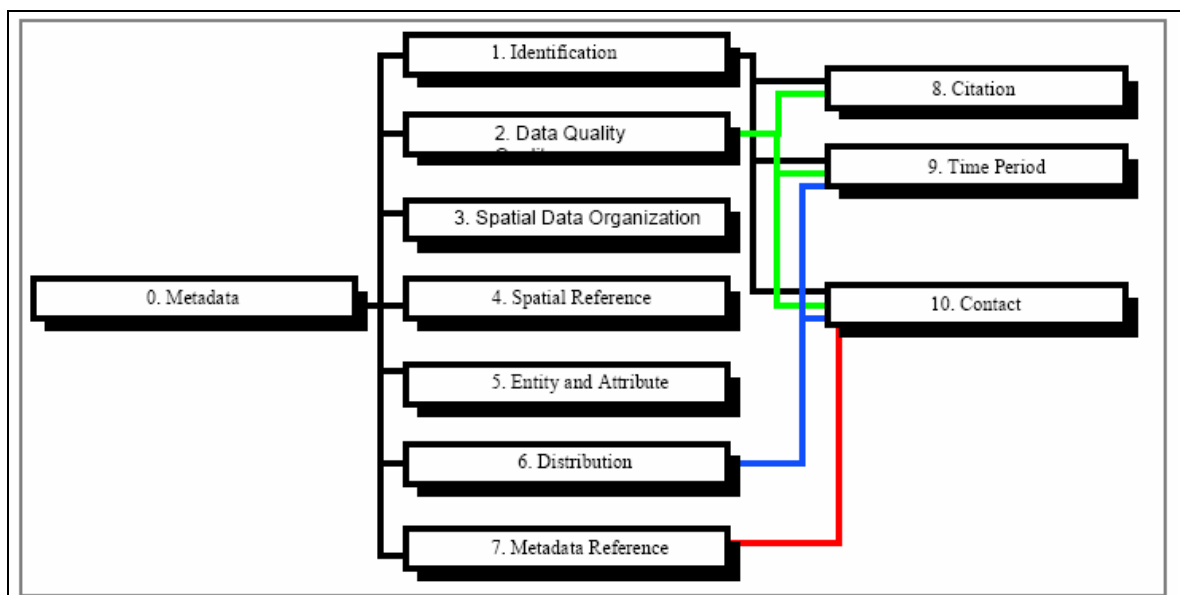 0. Metadata
1. Identification
2. Data Quality
3. Spatial Data Organization
4. Spatial Reference
5. Entity and Attribute
6. Distribution
7. Metadata Reference
8. Citation
9. Time Period
10. Contact